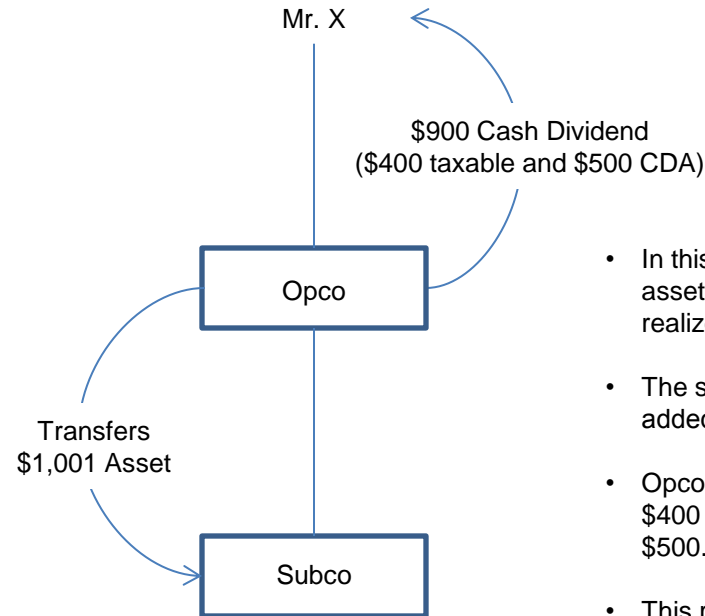 Mr. X
$900 Cash Dividend
($400 taxable and $500 CDA)
Opco
Transfers
$1,001 Asset
Subco
• In this
asset
realiz
• The s
added
• Opco
$400
$500.
• This